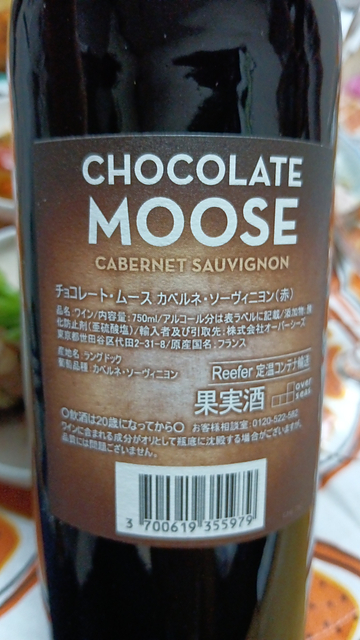 CHOCOLATE
MOOSE
CABERNET SAUVIGNON
チョコレート・ムース カベルネ・ソーヴィニヨン(赤)
品名:ワイン/内容量:750ml/アルコール分は表ラベルに記載/添加物:酸
化防止剤(亜硫酸塩)/輸入者及び引取先:株式会社オーバーシーズ
東京都世田谷区代田2-31-8/原産国名:フランス
産地名:ラングドック
葡萄品種:カベルネ・ソーヴィニヨン
Reefer 定温コンテナ輸送
果実酒
over
seas
〇飲酒は20歳になってから〇 お客様相談室:0120-522-582
ワインに含まれる成分がオリとして瓶底に沈殿する場合がございますが、
品質には問題ございません。
3 700619 355979